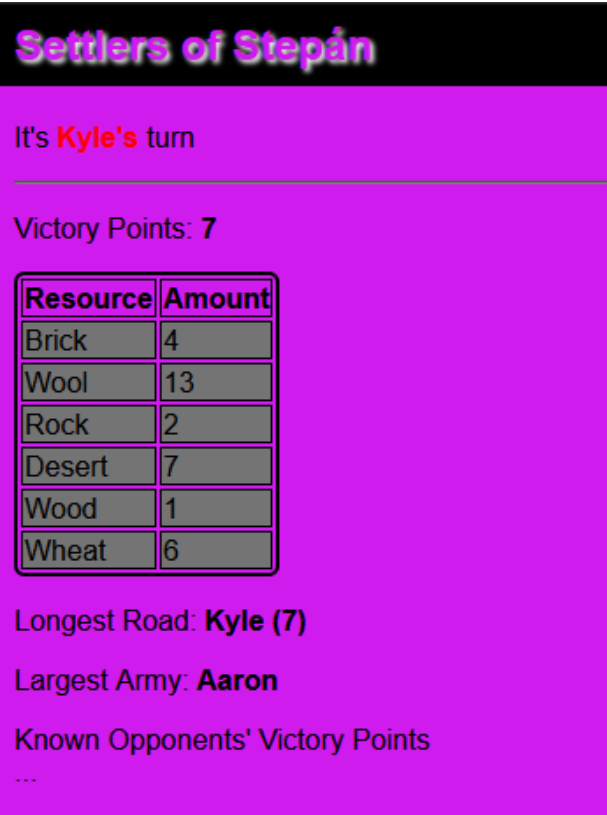 Settlers of Stepán
It's Kyle's turn
Victory Points: 7
Resource Amount
Brick 4
Wool 13
Rock 2
Desert 7
Wood 1
Wheat 6
Longest Road: Kyle (7)
Largest Army: Aaron
Known Opponents' Victory Points
...